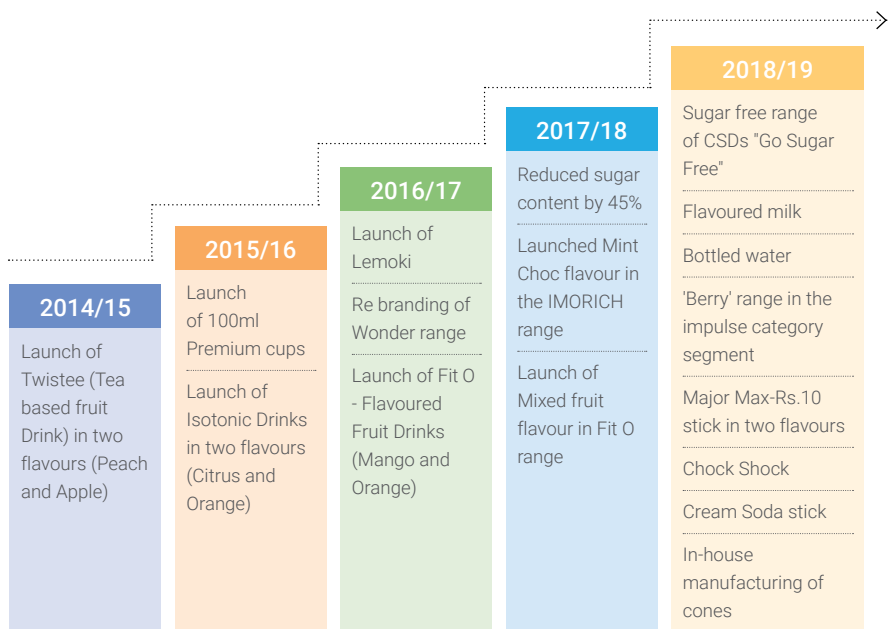 2014/15
Launch of
Twistee (Tea
based fruit
Drink) in two
flavours (Peach
and Apple)
2015/16
Launch
of 100ml
Premium cups
Launch of
Isotonic Drinks
in two flavours
(Citrus and
Orange)
2016/17
Launch of
Lemoki
Re branding of
Wonder range
Launch of Fit O
- Flavoured
Fruit Drinks
(Mango and
Orange)
2017/18
Reduced sugar
content by 45%
Launched Mint
Choc flavour in
the IMORICH
range
Launch of
Mixed fruit
flavour in Fit O
range
2018/19
Sugar free range
of CSDs "Go Sugar
Free"
Flavoured milk
Bottled water
'Berry' range in the
impulse category
segment
Major Max-Rs.10
stick in two flavours
Chock Shock
Cream Soda stick
In-house
manufacturing of
cones